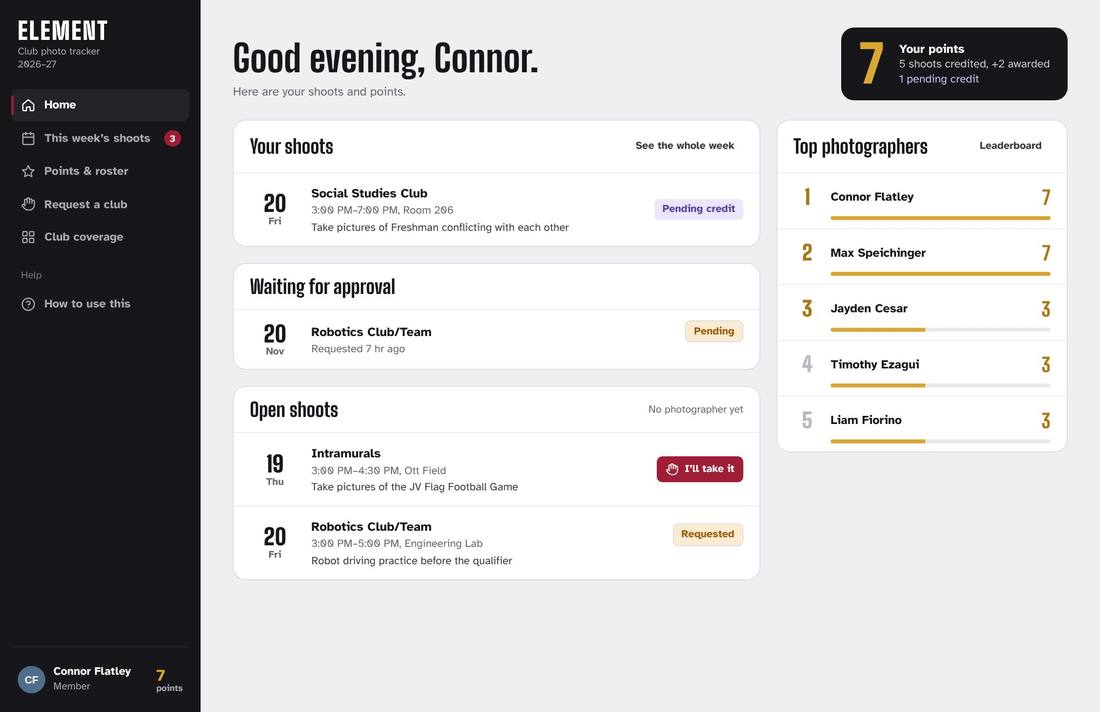 ELEMENT
Club photo tracker
2026–27
Home
This week's shoots 3
Points & roster
Request a club
Club coverage
Help
How to use this
CF
Connor Flatley
Member
7
points
Good evening, Connor.
Here are your shoots and points.
7
Your points
5 shoots credited, +2 awarded
1 pending credit
Your shoots
See the whole week
20
Fri
Social Studies Club
3:00 PM–7:00 PM, Room 206
Take pictures of Freshman conflicting with each other
Pending credit
Waiting for approval
20
Nov
Robotics Club/Team
Requested 7 hr ago
Pending
Open shoots
No photographer yet
19
Thu
Intramurals
3:00 PM–4:30 PM, Ott Field
Take pictures of the JV Flag Football Game
I'll take it
20
Fri
Robotics Club/Team
3:00 PM–5:00 PM, Engineering Lab
Robot driving practice before the qualifier
Requested
Top photographers
Leaderboard
1 Connor Flatley 7
2 Max Speichinger 7
3 Jayden Cesar 3
4 Timothy Ezagui 3
5 Liam Fiorino 3